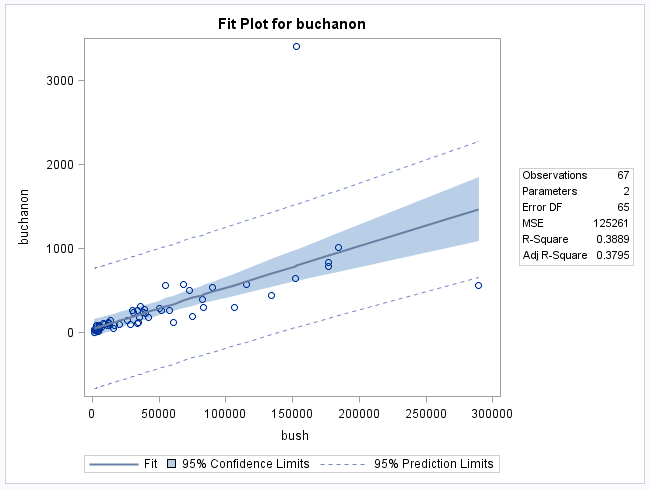 Fit Plot for buchanon
3000
2000
1000
0
buchanon
0 50000 100000 150000 200000 250000 300000
bush
Observations 67
Parameters 2
Error DF 65
MSE 125261
R-Square 0.3889
Adj R-Square 0.3795
Fit 95% Confidence Limits 95% Prediction Limits